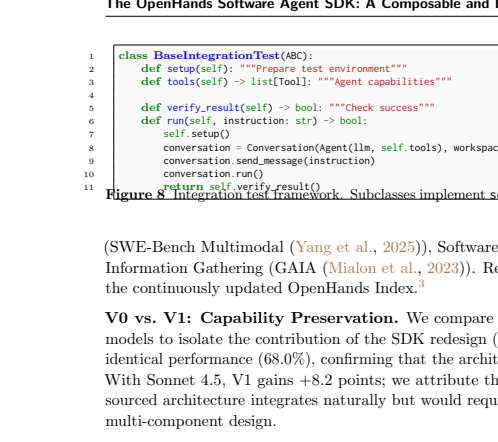 The OpenHands Software Agent SDK: A Composable and
1 class BaseIntegrationTest(ABC):
2 def setup(self): """Prepare test environment"""
3 def tools(self) -> list[Tool]: """Agent capabilities"""
4
5 def verify_result(self) -> bool: """Check success"""
6 def run(self, instruction: str) -> bool:
7 self.setup()
8 conversation = Conversation(Agent(llm, self.tools), workspac
9 conversation.send_message(instruction)
10 conversation.run()
11 return self.verify_result()
Figure 8 Integration test framework. Subclasses implement se
(SWE-Bench Multimodal (Yang et al., 2025)), Software
Information Gathering (GAIA (Mialon et al., 2023)). Re
the continuously updated OpenHands Index.3
V0 vs. V1: Capability Preservation. We compare
models to isolate the contribution of the SDK redesign (
identical performance (68.0%), confirming that the archit
With Sonnet 4.5, V1 gains +8.2 points; we attribute th
sourced architecture integrates naturally but would requ
multi-component design.